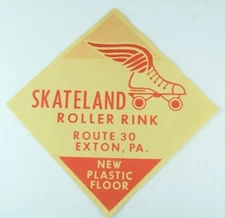 SKATELAND
ROLLER RINK
ROUTE 30
EXTON, PA.
NEW
PLASTIC
FLOOR